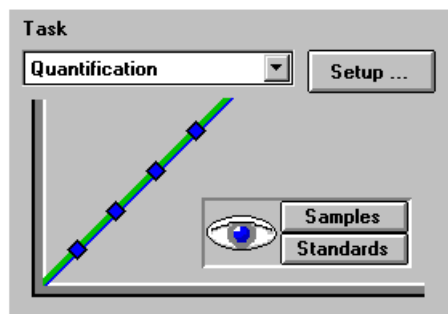 Task
Quantification
Setup ...
Samples
Standards